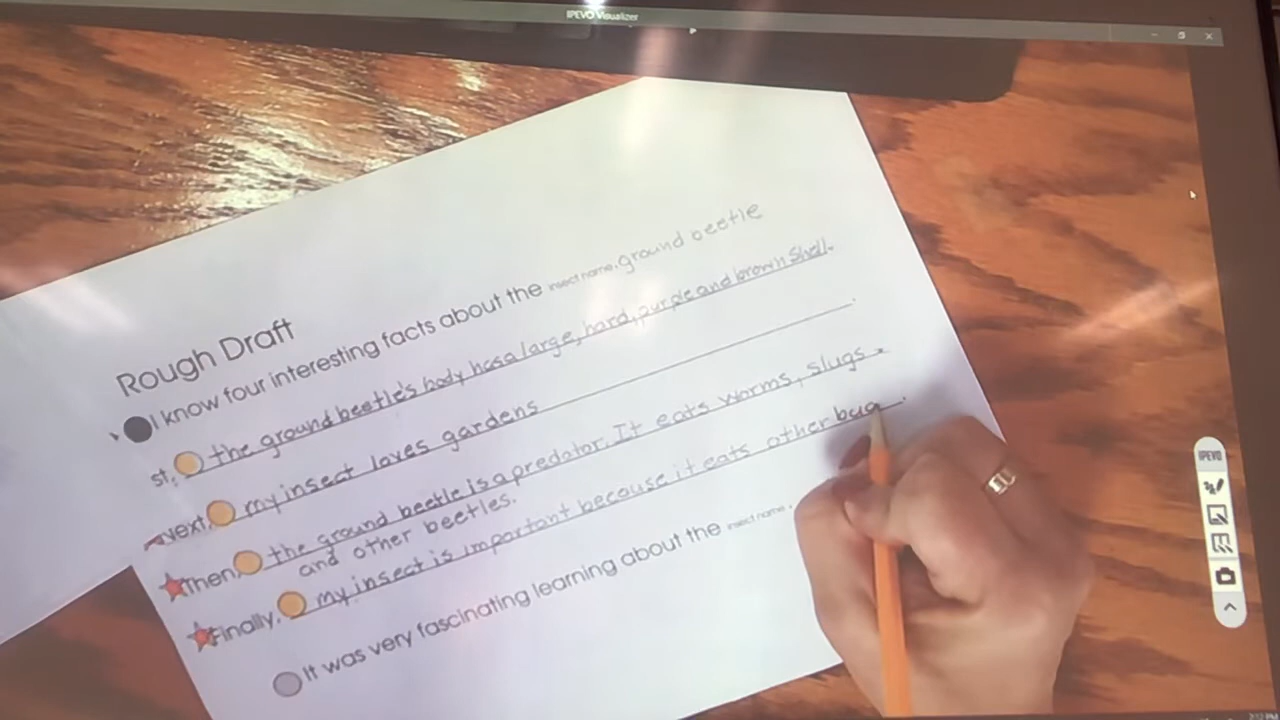 IPEVO Visualizer
Rough Draft
I know four interesting facts about the insect name. ground beetle
st, the ground beetle's body has a large, hard, purple and brown shell.
Next, my insect loves gardens .
Then, the ground beetle is a predator. It eats worms, slugs.
and other beetles.
Finally, my insect is important because it eats other bug .
It was very fascinating learning about the insect name .
IPEVO